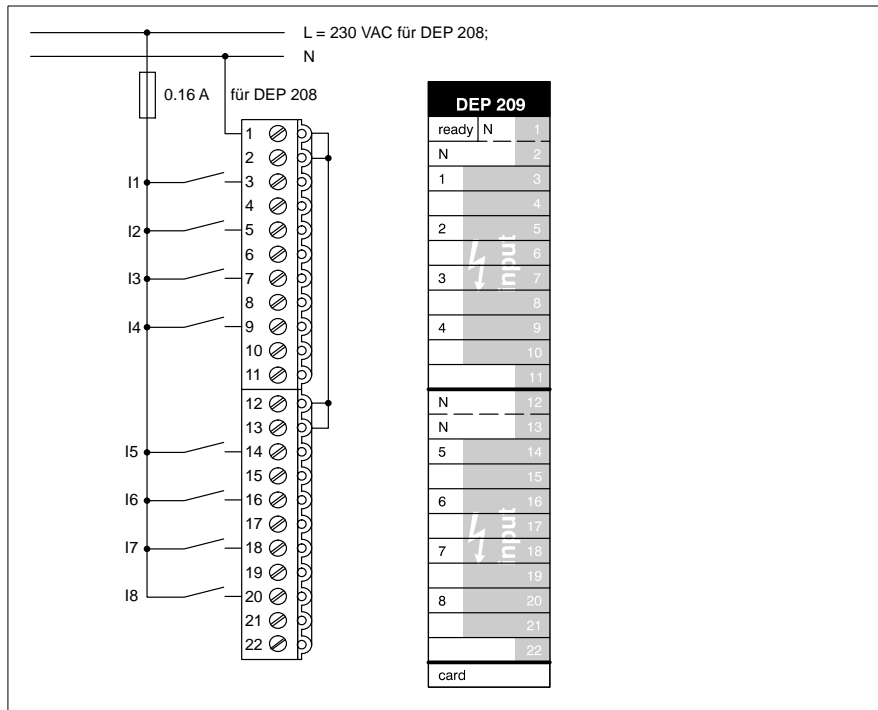 L = 230 VAC für DEP 208;
N
0.16 A für DEP 208
1
2
I1 3
4
I2 5
6
I3 7
8
I4 9
10
11
12
13
I5 14
15
I6 16
17
I7 18
19
I8 20
21
22
DEP 209
ready N 1
N 2
1 3
4
2 5
6
3 7
8
4 9
10
11
input
N 12
N 13
5 14
15
6 16
17
7 18
19
8 20
21
22
input
card